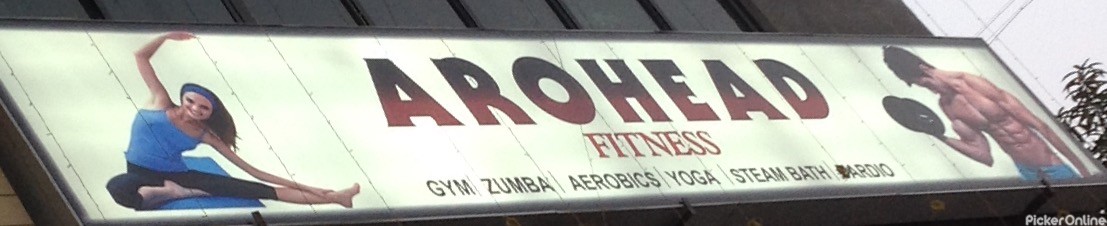 AROHEAD
FITNESS
GYM | ZUMBA | AEROBICS | YOGA | STEAM BATH | CARDIO
PickerOnline